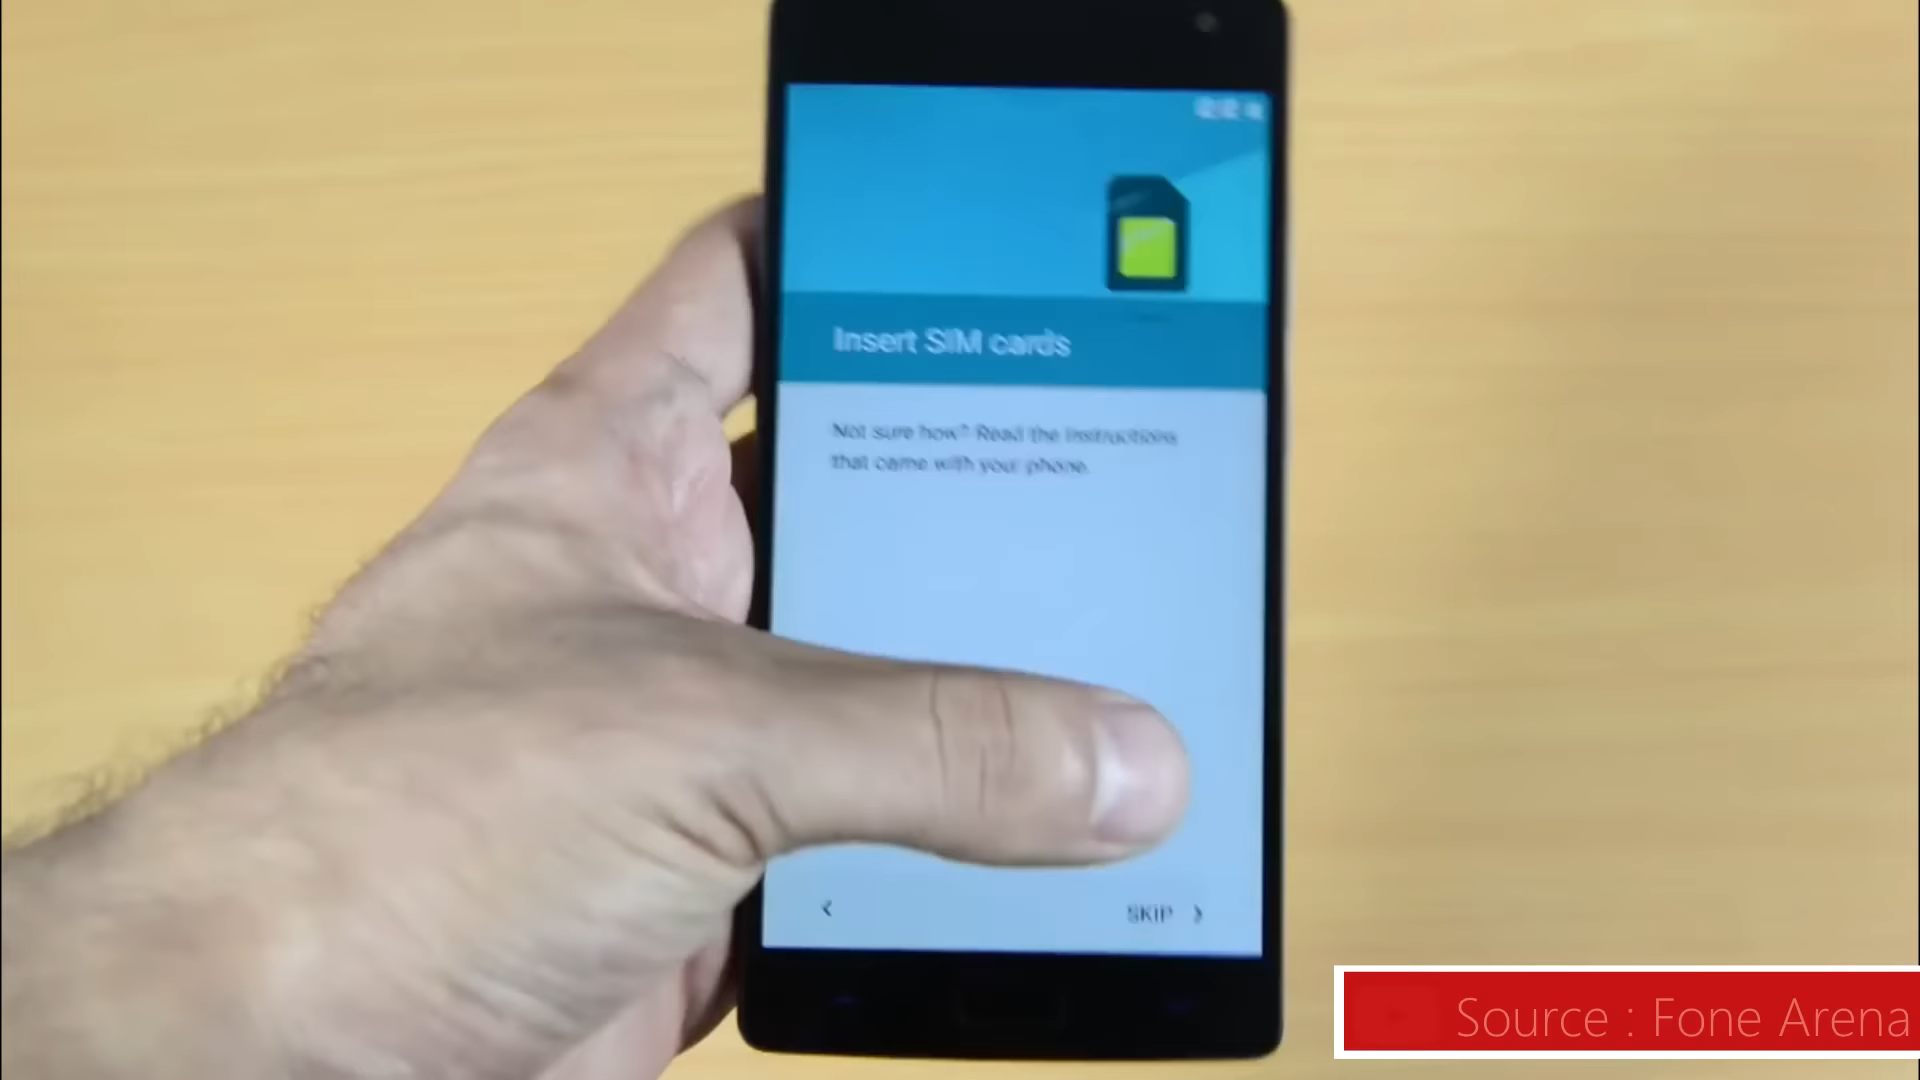 Insert SIM cards
Not sure how? Read the instructions
that came with your phone.
SKIP
Source : Fone Arena